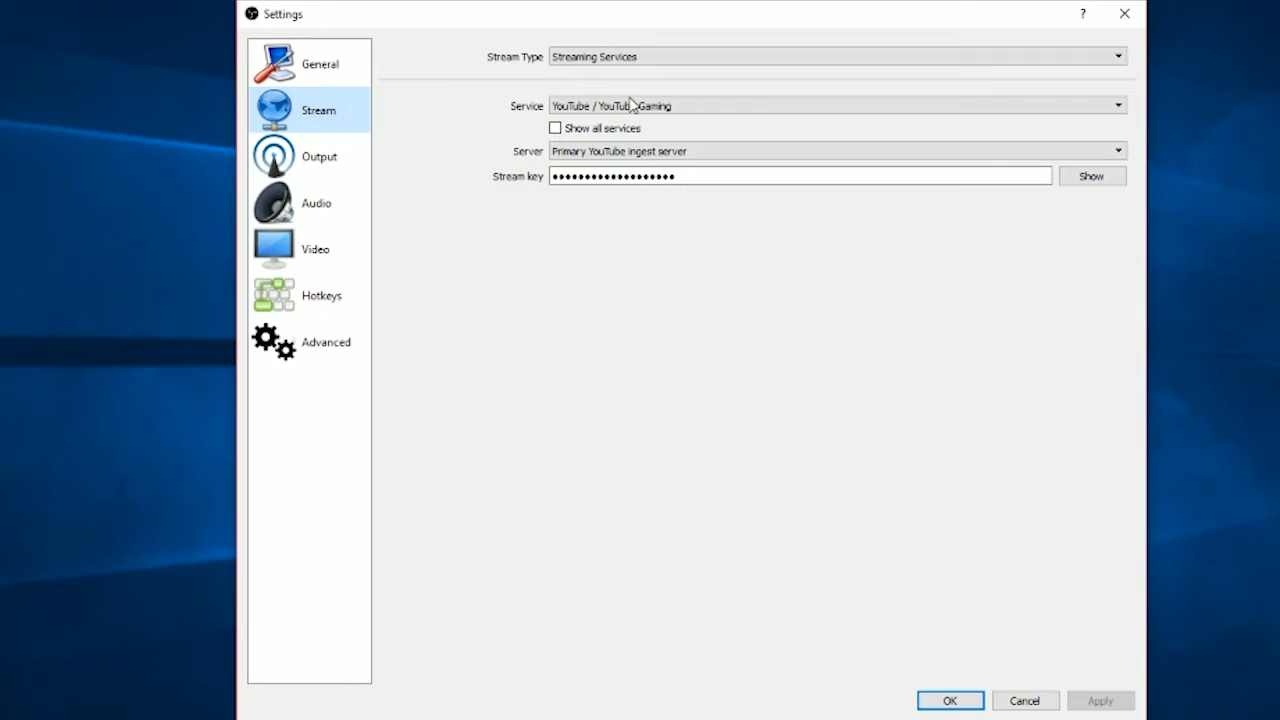 Settings
?
General
Stream
Output
Audio
Video
Hotkeys
Advanced
Stream Type Streaming Services
Service YouTube / YouTube Gaming
Show all services
Server Primary YouTube ingest server
Stream key ●●●●●●●●●●●●●●●●●●● Show
OK Cancel Apply